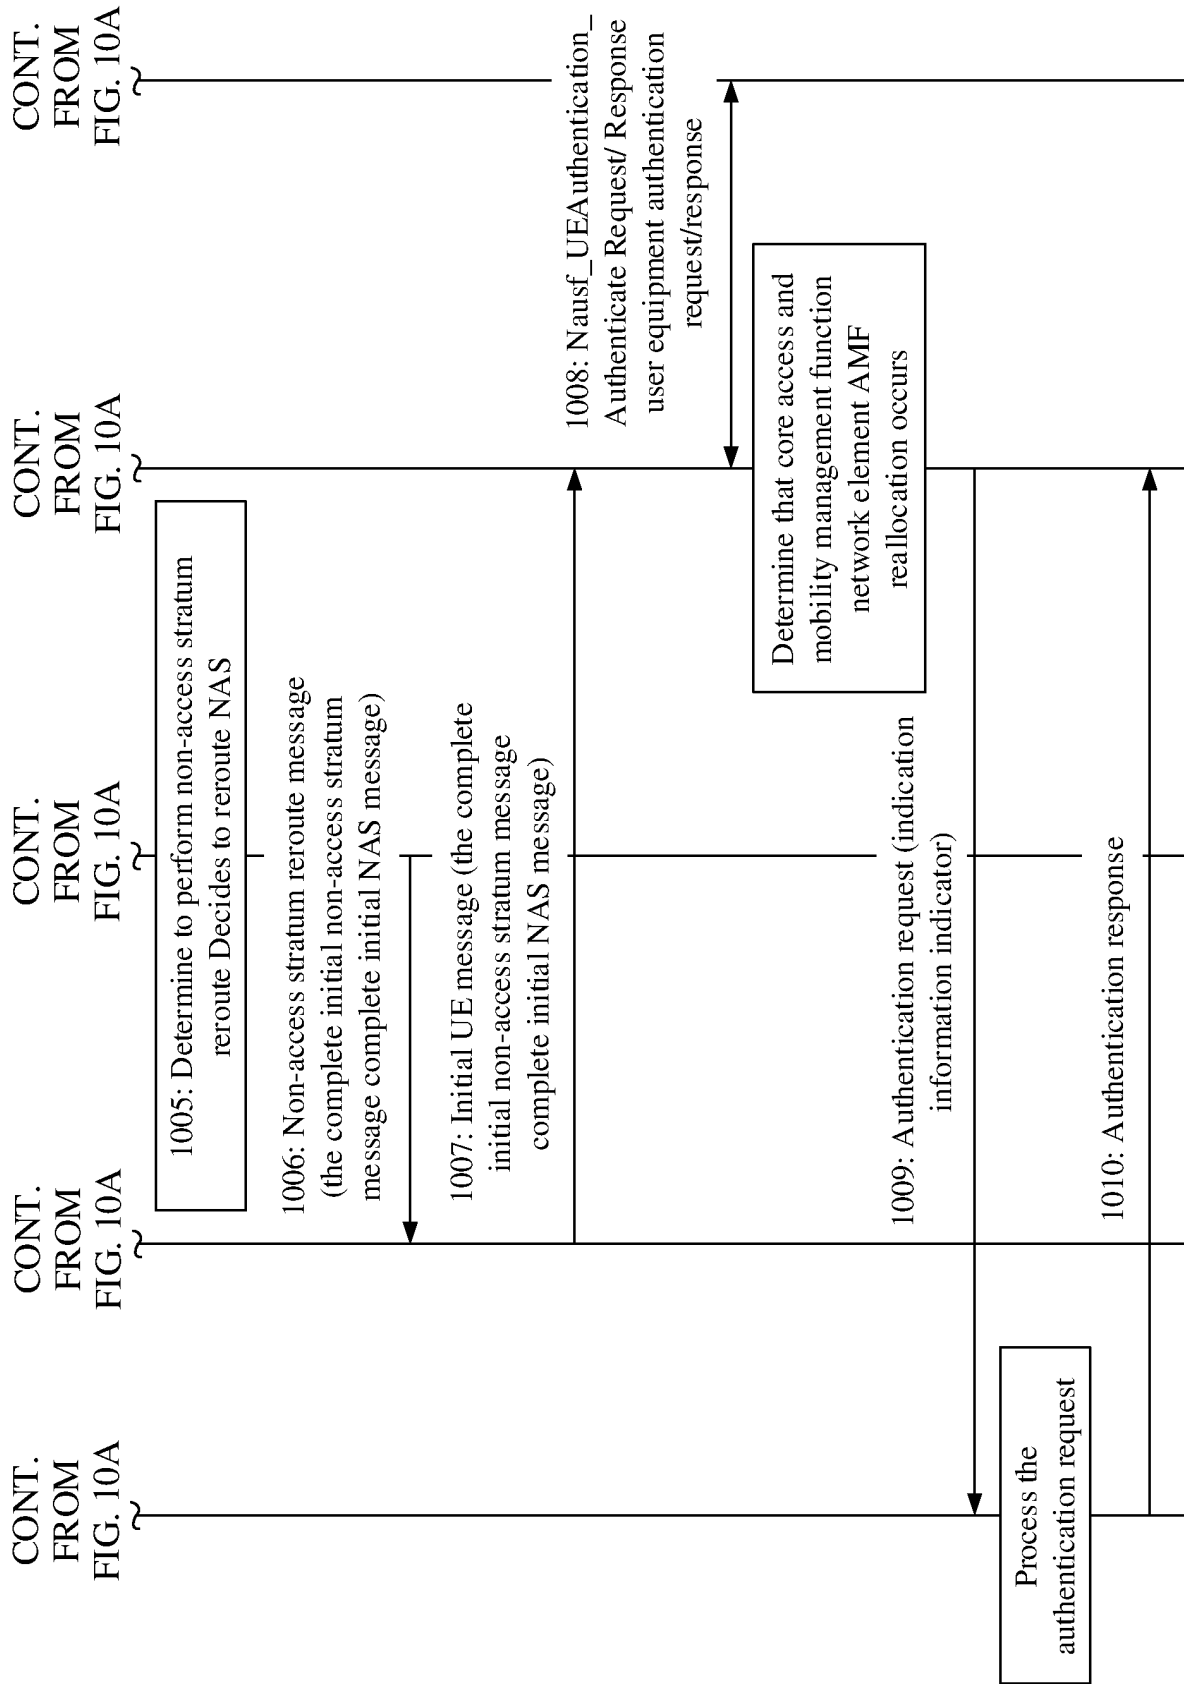 CONT.
FROM
FIG. 10A
CONT.
FROM
FIG. 10A
CONT.
FROM
FIG. 10A
CONT.
FROM
FIG. 10A
CONT.
FROM
FIG. 10A
1005: Determine to perform non-access stratum
reroute Decides to reroute NAS
1006: Non-access stratum reroute message
(the complete initial non-access stratum
message complete initial NAS message)
1007: Initial UE message (the complete
initial non-access stratum message
complete initial NAS message)
1008: Nausf_UEAuthentication_
Authenticate Request/ Response
user equipment authentication
request/response
Determine that core access and
mobility management function
network element AMF
reallocation occurs
1009: Authentication request (indication
information indicator)
Process the
authentication request
1010: Authentication response